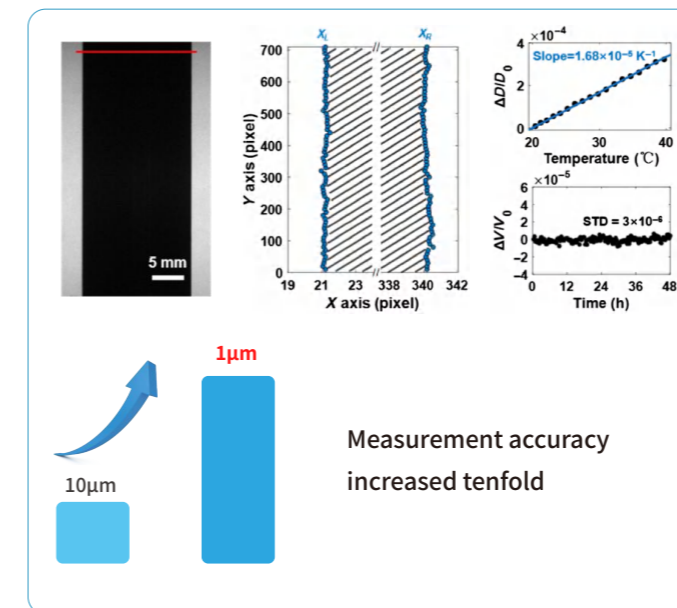 5 mm
X_L
X_R
700
600
500
400
300
200
100
0
Y axis (pixel)
19 21 23 338 340 342
X axis (pixel)
×10⁻⁴
4
2
0
ΔD/D₀
Slope=1.68×10⁻⁵ K⁻¹
20 30 40
Temperature (℃)
×10⁻⁵
6
4
2
0
−2
−4
ΔV/V₀
STD = 3×10⁻⁶
0 12 24 36 48
Time (h)
1μm
10μm
Measurement accuracy
increased tenfold